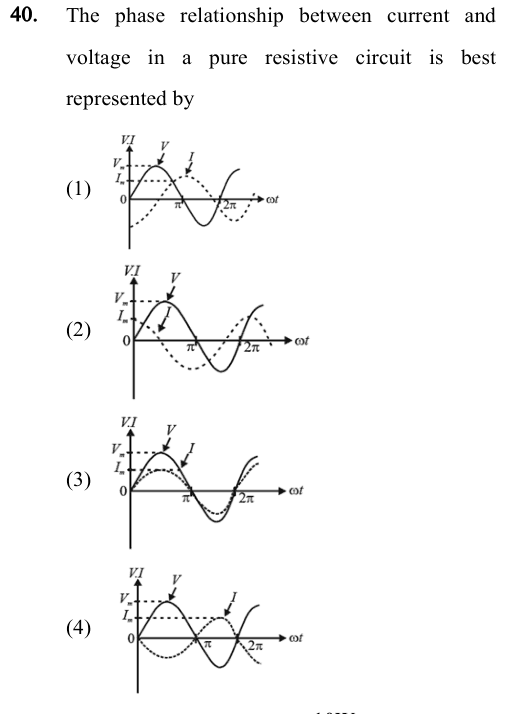 40. The phase relationship between current and
voltage in a pure resistive circuit is best
represented by
(1)
V.I
V
I
Vm
Im
0
π
2π
ωt
(2)
V.I
V
I
Vm
Im
0
π
2π
ωt
(3)
V.I
V
I
Vm
Im
0
π
2π
ωt
(4)
V.I
V
I
Vm
Im
0
π
2π
ωt